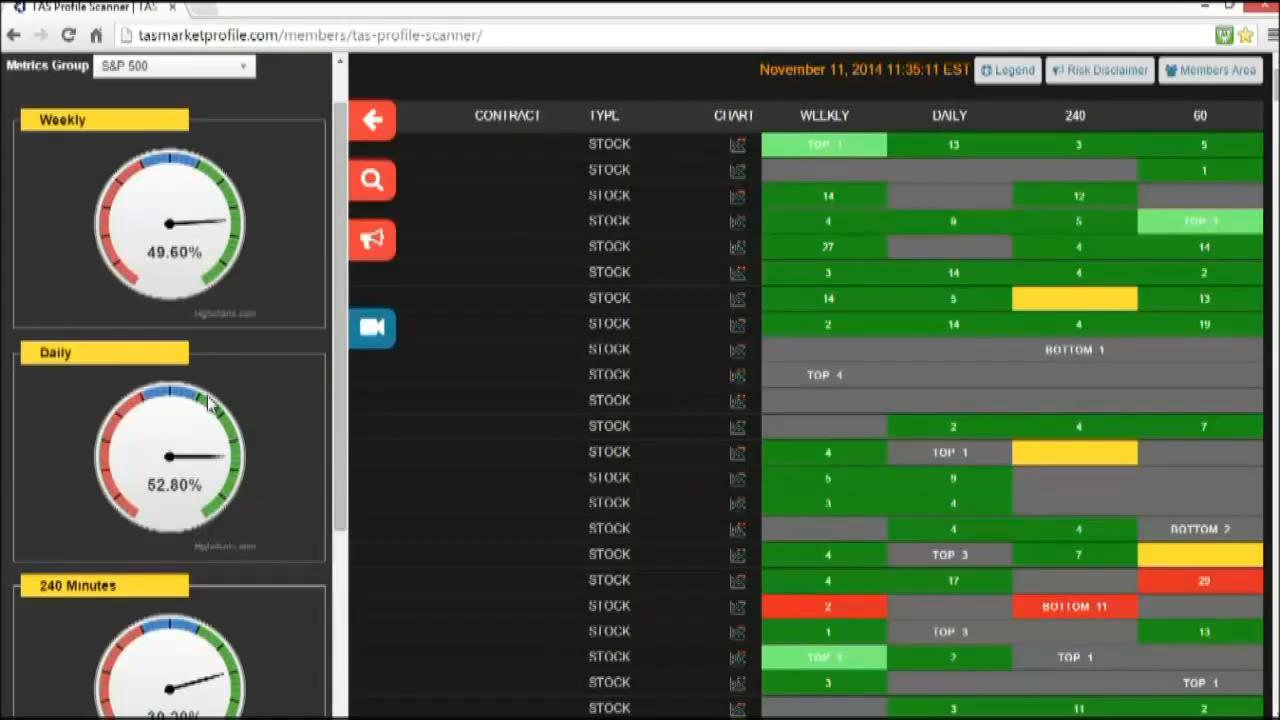 TAS Profile Scanner | TAS
tasmarketprofile.com/members/tas-profile-scanner/
Metrics Group S&P 500
November 11, 2014 11:35:11 EST Legend Risk Disclaimer Members Area
Weekly
49.60%
Highcharts.com
Daily
52.80%
Highcharts.com
240 Minutes
CONTRACT TYPE CHART WEEKLY DAILY 240 60
STOCK TOP 1 13 3 5
STOCK 1
STOCK 14 12
STOCK 4 9 5 TOP 1
STOCK 27 4 14
STOCK 3 14 4 2
STOCK 14 5 13
STOCK 2 14 4 19
STOCK BOTTOM 1
STOCK TOP 4
STOCK
STOCK 2 4 7
STOCK 4 TOP 1
STOCK 5 9
STOCK 3 4
STOCK 4 4 BOTTOM 2
STOCK 4 TOP 3 7
STOCK 4 17 29
STOCK 2 BOTTOM 11
STOCK 1 TOP 3 13
STOCK TOP 1 2 TOP 1
STOCK 3 TOP 1
STOCK 3 11 2